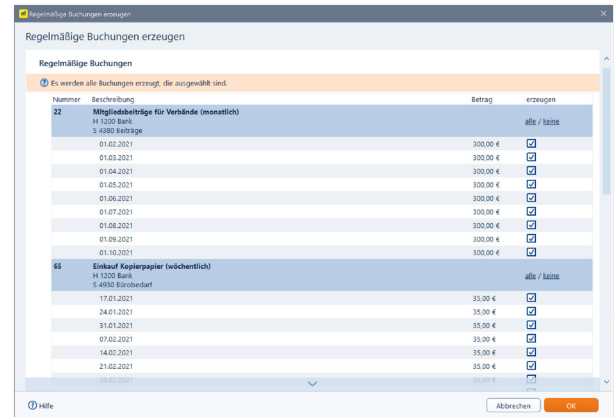 Regelmäßige Buchungen erzeugen
Regelmäßige Buchungen erzeugen
Regelmäßige Buchungen
Es werden alle Buchungen erzeugt, die ausgewählt sind.
Nummer Beschreibung Betrag erzeugen
22 Mitgliedsbeiträge für Verbände (monatlich)
H 1200 Bank alle / keine
S 4380 Beiträge
01.02.2021 300,00 €
01.03.2021 300,00 €
01.04.2021 300,00 €
01.05.2021 300,00 €
01.06.2021 300,00 €
01.07.2021 300,00 €
01.08.2021 300,00 €
01.09.2021 300,00 €
01.10.2021 300,00 €
65 Einkauf Kopierpapier (wöchentlich)
H 1200 Bank alle / keine
S 4930 Bürobedarf
17.01.2021 35,00 €
24.01.2021 35,00 €
31.01.2021 35,00 €
07.02.2021 35,00 €
14.02.2021 35,00 €
21.02.2021 35,00 €
28.02.2021 35,00 €
Hilfe Abbrechen OK